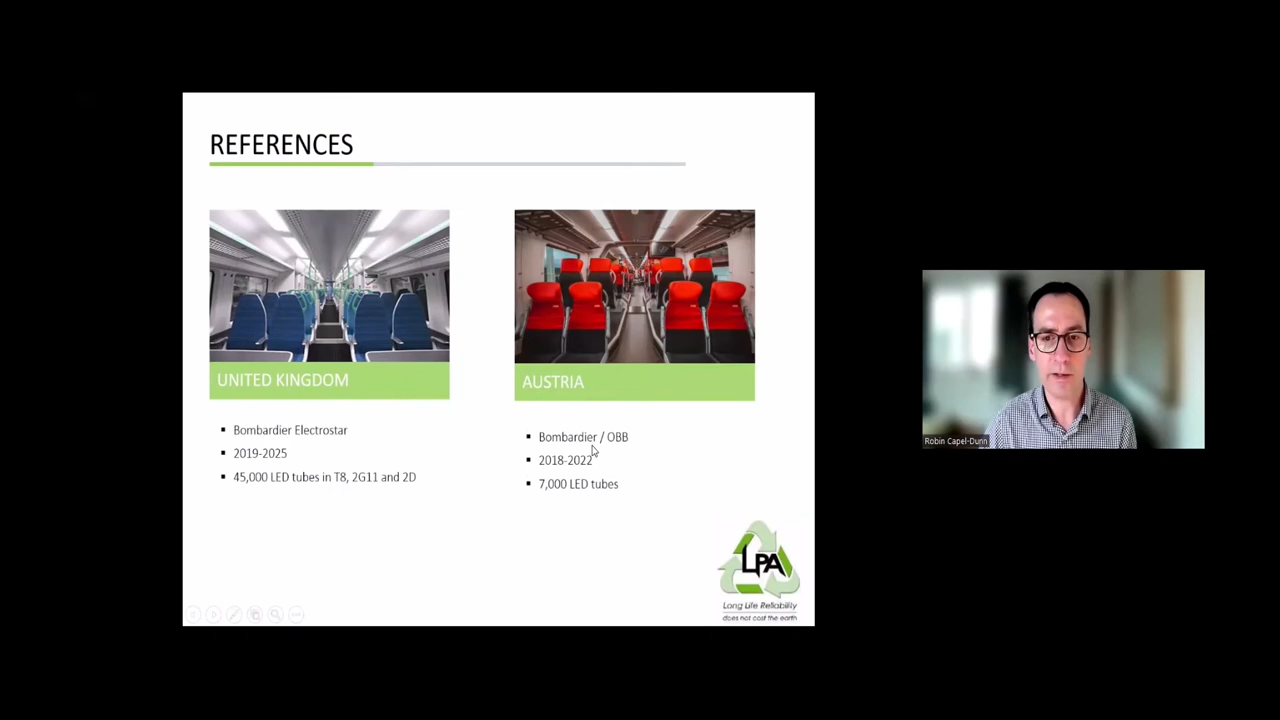 REFERENCES
UNITED KINGDOM
Bombardier Electrostar
2019-2025
45,000 LED tubes in T8, 2G11 and 2D
AUSTRIA
Bombardier / OBB
2018-2022
7,000 LED tubes
LPA
Long Life Reliability
does not cost the earth
Robin Capel-Dunn